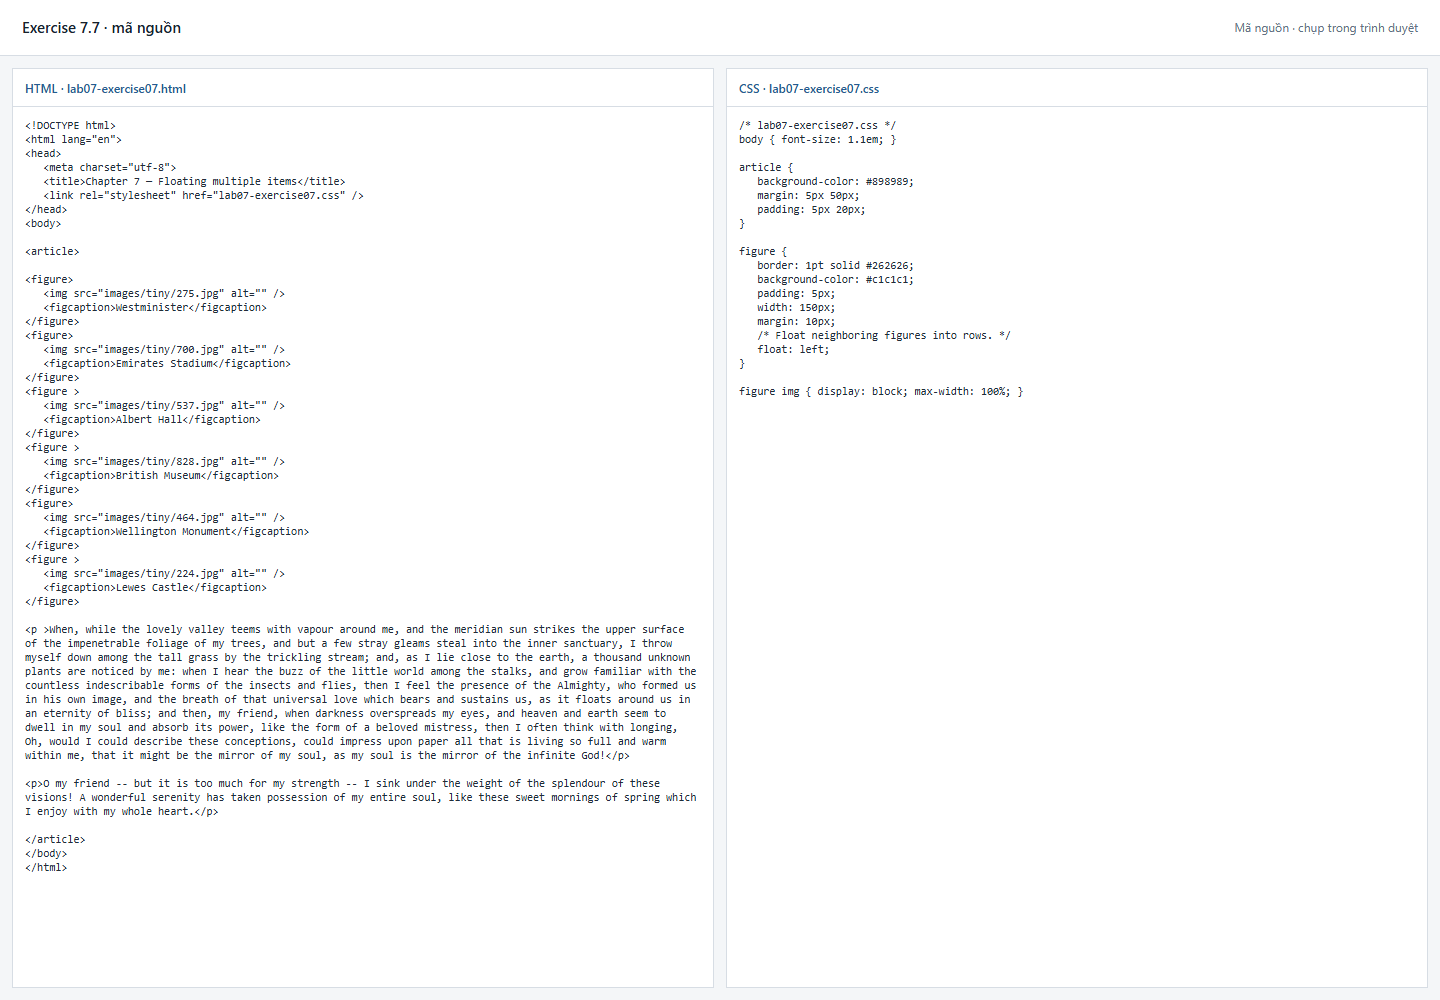 Exercise 7.7 · mã nguồn
Mã nguồn · chụp trong trình duyệt
HTML · lab07-exercise07.html
<!DOCTYPE html>
<html lang="en">
<head>
   <meta charset="utf-8">
   <title>Chapter 7 – Floating multiple items</title>
   <link rel="stylesheet" href="lab07-exercise07.css" />
</head>
<body>
<article>
<figure>
   <img src="images/tiny/275.jpg" alt="" />
   <figcaption>Westminister</figcaption>
</figure>
<figure>
   <img src="images/tiny/700.jpg" alt="" />
   <figcaption>Emirates Stadium</figcaption>
</figure>
<figure >
   <img src="images/tiny/537.jpg" alt="" />
   <figcaption>Albert Hall</figcaption>
</figure>
<figure >
   <img src="images/tiny/828.jpg" alt="" />
   <figcaption>British Museum</figcaption>
</figure>
<figure>
   <img src="images/tiny/464.jpg" alt="" />
   <figcaption>Wellington Monument</figcaption>
</figure>
<figure >
   <img src="images/tiny/224.jpg" alt="" />
   <figcaption>Lewes Castle</figcaption>
</figure>
<p >When, while the lovely valley teems with vapour around me, and the meridian sun strikes the upper surface
of the impenetrable foliage of my trees, and but a few stray gleams steal into the inner sanctuary, I throw
myself down among the tall grass by the trickling stream; and, as I lie close to the earth, a thousand unknown
plants are noticed by me: when I hear the buzz of the little world among the stalks, and grow familiar with the
countless indescribable forms of the insects and flies, then I feel the presence of the Almighty, who formed us
in his own image, and the breath of that universal love which bears and sustains us, as it floats around us in
an eternity of bliss; and then, my friend, when darkness overspreads my eyes, and heaven and earth seem to
dwell in my soul and absorb its power, like the form of a beloved mistress, then I often think with longing,
Oh, would I could describe these conceptions, could impress upon paper all that is living so full and warm
within me, that it might be the mirror of my soul, as my soul is the mirror of the infinite God!</p>
<p>O my friend -- but it is too much for my strength -- I sink under the weight of the splendour of these
visions! A wonderful serenity has taken possession of my entire soul, like these sweet mornings of spring which
I enjoy with my whole heart.</p>
</article>
</body>
</html>
CSS · lab07-exercise07.css
/* lab07-exercise07.css */
body { font-size: 1.1em; }
article {
   background-color: #898989;
   margin: 5px 50px;
   padding: 5px 20px;
}
figure {
   border: 1pt solid #262626;
   background-color: #c1c1c1;
   padding: 5px;
   width: 150px;
   margin: 10px;
   /* Float neighboring figures into rows. */
   float: left;
}
figure img { display: block; max-width: 100%; }